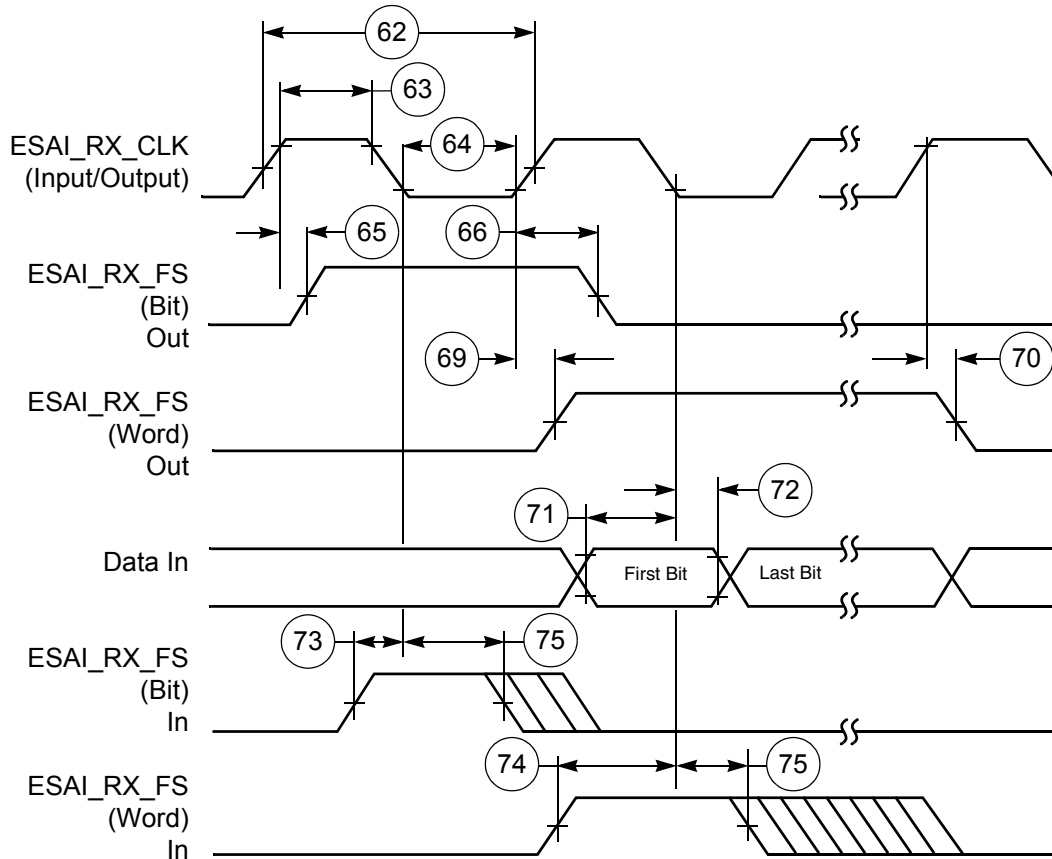 62
63
ESAI_RX_CLK
(Input/Output)
64
65
66
ESAI_RX_FS
(Bit)
Out
69
70
ESAI_RX_FS
(Word)
Out
71
72
Data In
First Bit
Last Bit
73
75
ESAI_RX_FS
(Bit)
In
74
75
ESAI_RX_FS
(Word)
In